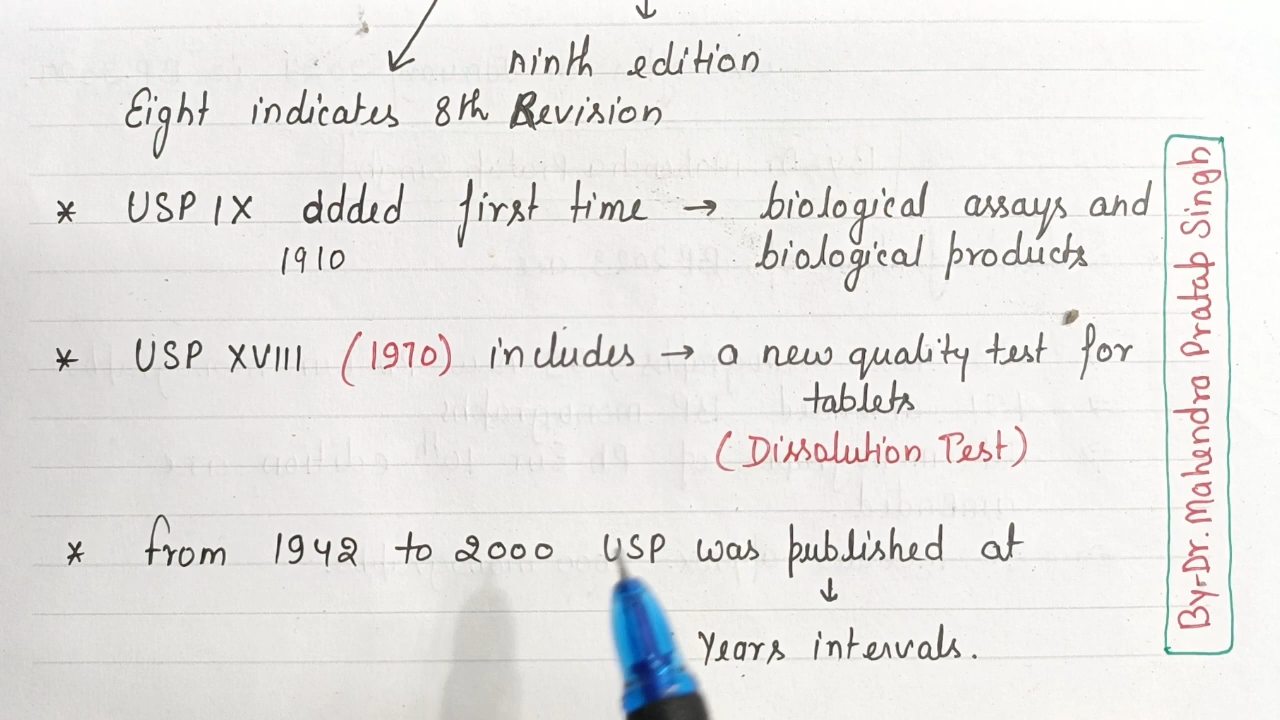 ninth edition
Eight indicates 8th Revision
* USP IX added first time → biological assays and
1910 biological products
* USP XVIII (1970) includes → a new quality test for
tablets
(Dissolution Test)
* from 1942 to 2000 USP was published at
↓
Years intervals.
By-Dr. Mahendra Pratap Singh